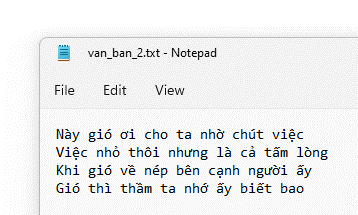 van_ban_2.txt - Notepad
File Edit View
Này gió ơi cho ta nhờ chút việc
Việc nhỏ thôi nhưng là cả tấm lòng
Khi gió về nép bên cạnh người ấy
Gió thì thầm ta nhớ ấy biết bao